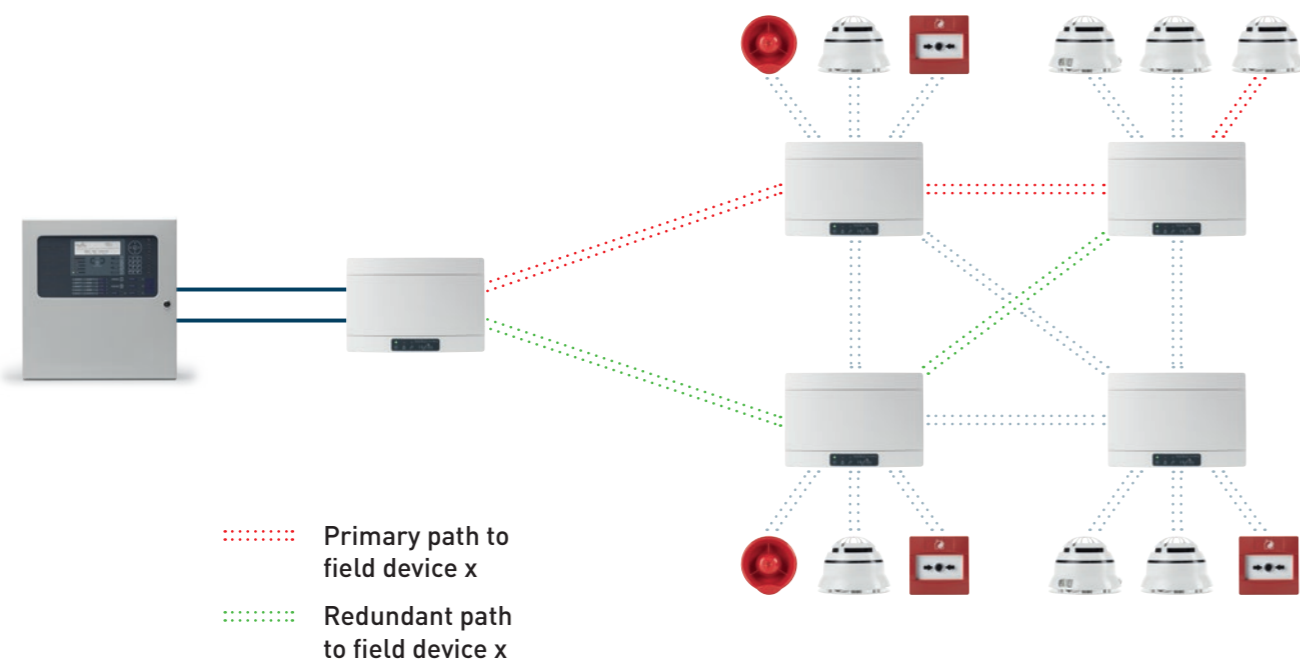 Primary path to
field device x
Redundant path
to field device x